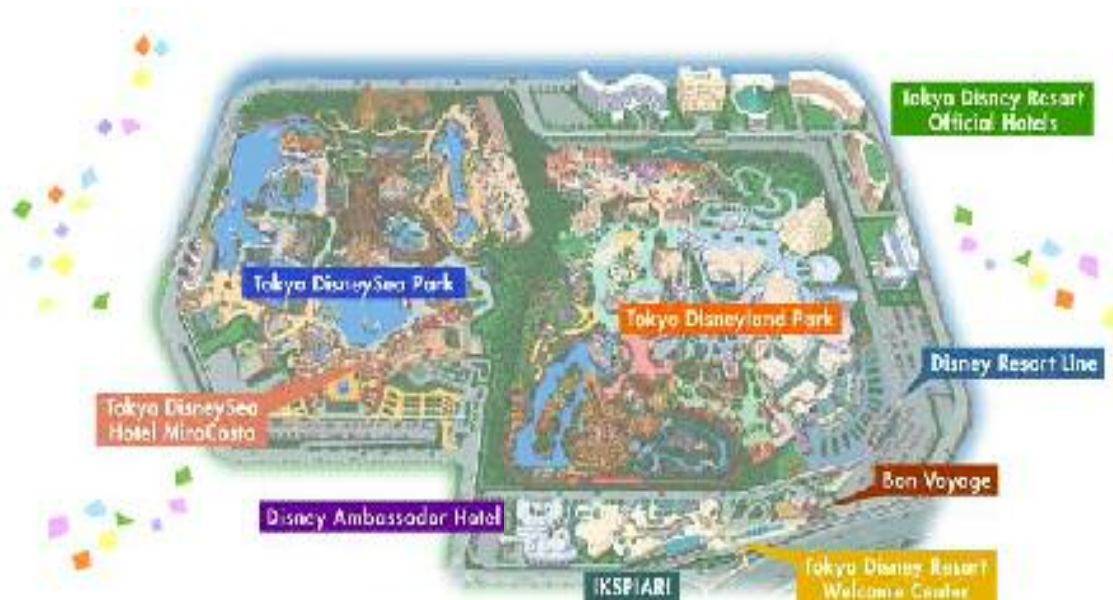 Tokyo Disney Resort
Official Hotels
Tokyo DisneySea Park
Tokyo Disneyland Park
Disney Resort Line
Tokyo DisneySea
Hotel MiraCosta
Bon Voyage
Disney Ambassador Hotel
IKSPIARI
Tokyo Disney Resort
Welcome Center